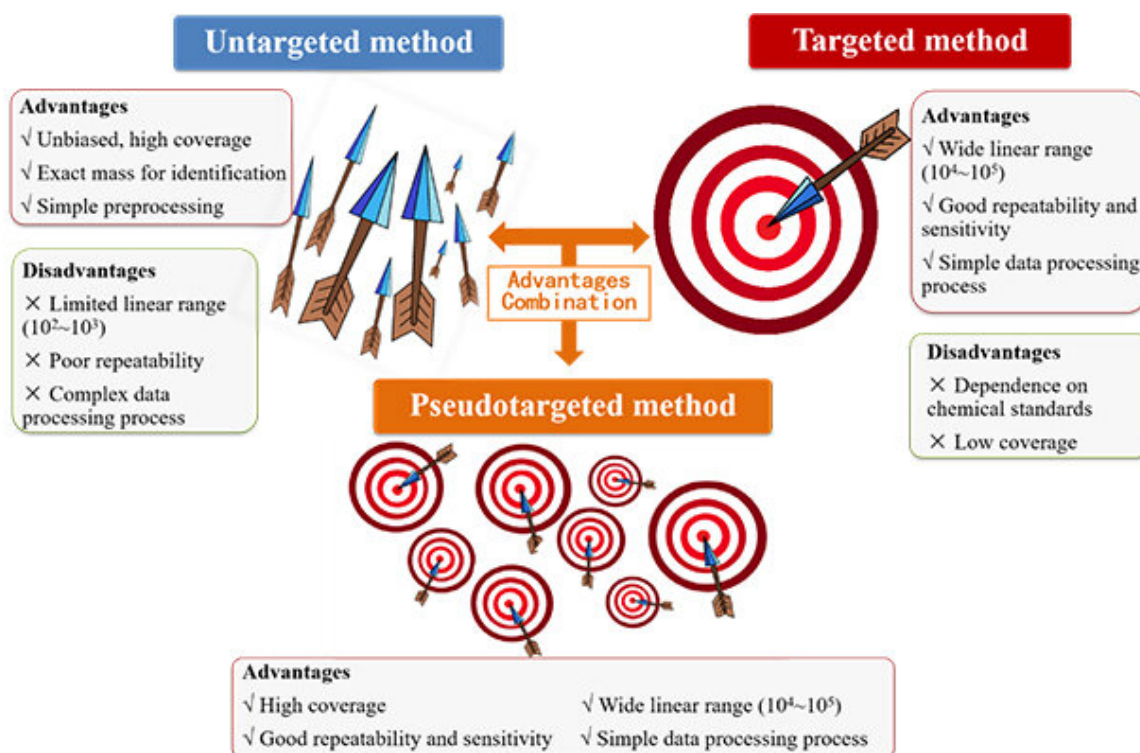 Untargeted method
Targeted method
Advantages
√ Unbiased, high coverage
√ Exact mass for identification
√ Simple preprocessing
Disadvantages
× Limited linear range
(10²~10³)
× Poor repeatability
× Complex data
processing process
Advantages
Combination
Advantages
√ Wide linear range
(10⁴~10⁵)
√ Good repeatability and
sensitivity
√ Simple data processing
process
Disadvantages
× Dependence on
chemical standards
× Low coverage
Pseudotargeted method
Advantages
√ High coverage
√ Wide linear range (10⁴~10⁵)
√ Good repeatability and sensitivity
√ Simple data processing process